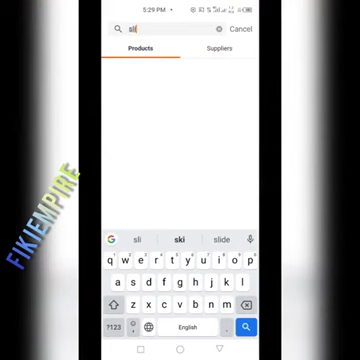 5:29 PM
sli
Cancel
Products Suppliers
FIKIEMPIRE
sli ski slide
q w e r t y u i o p
a s d f g h j k l
z x c v b n m
?123 , English .